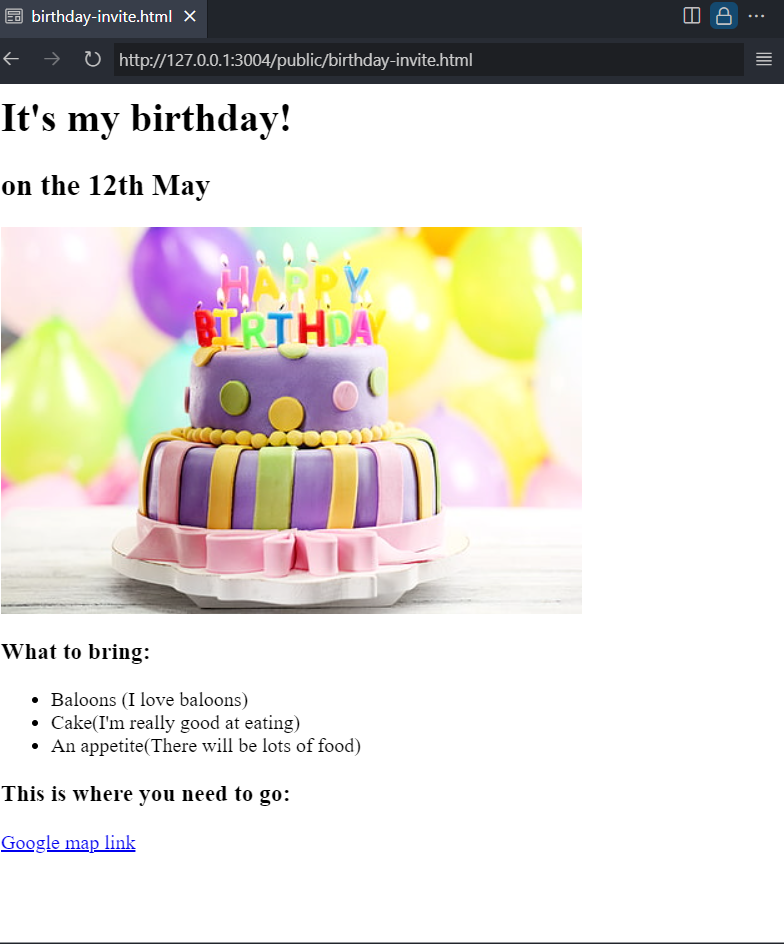 birthday-invite.html
http://127.0.0.1:3004/public/birthday-invite.html
It's my birthday!
on the 12th May
HAPPY
BIRTHDAY
What to bring:
Baloons (I love baloons)
Cake(I'm really good at eating)
An appetite(There will be lots of food)
This is where you need to go:
Google map link